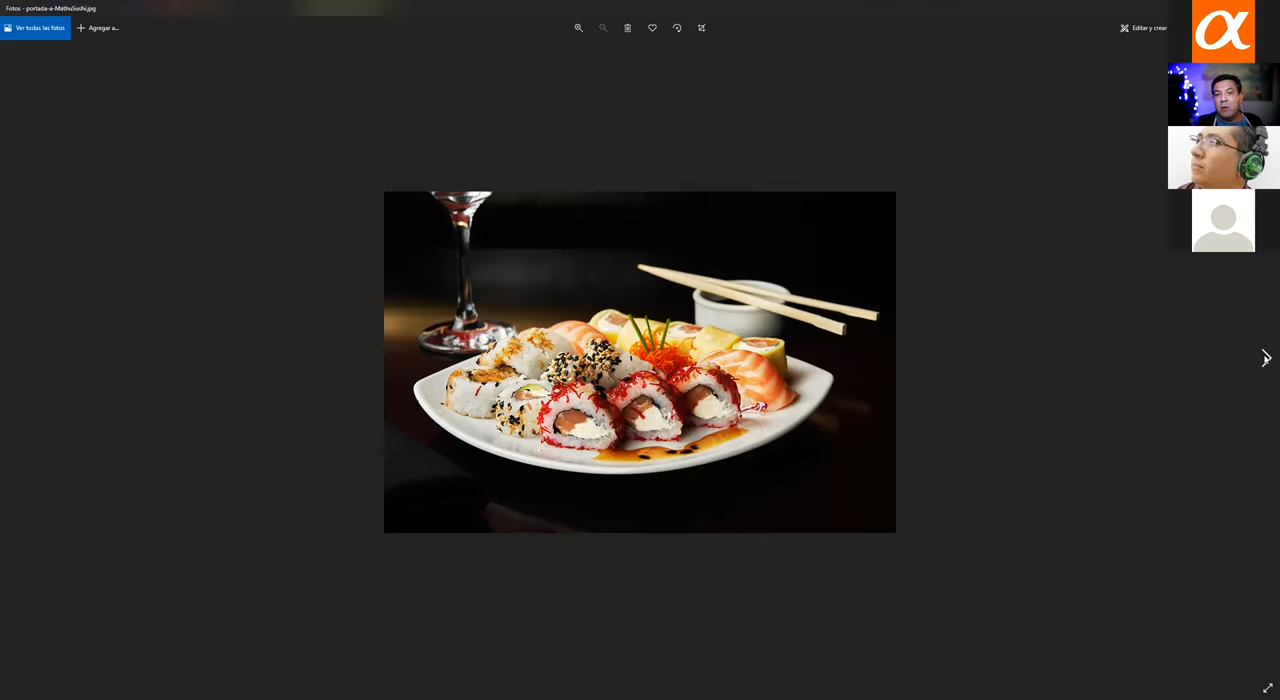 Fotos - portada-a-MathuSushi.jpg
Ver todas las fotos
Agregar a...
Editar y crear
α